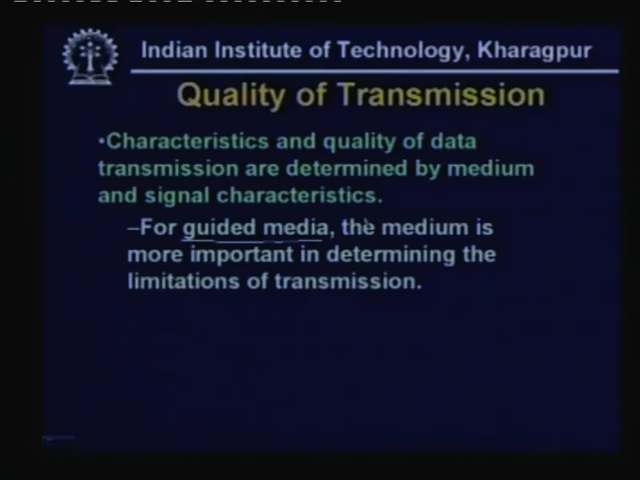 Indian Institute of Technology, Kharagpur
Quality of Transmission
•Characteristics and quality of data
transmission are determined by medium
and signal characteristics.
–For guided media, the medium is
more important in determining the
limitations of transmission.